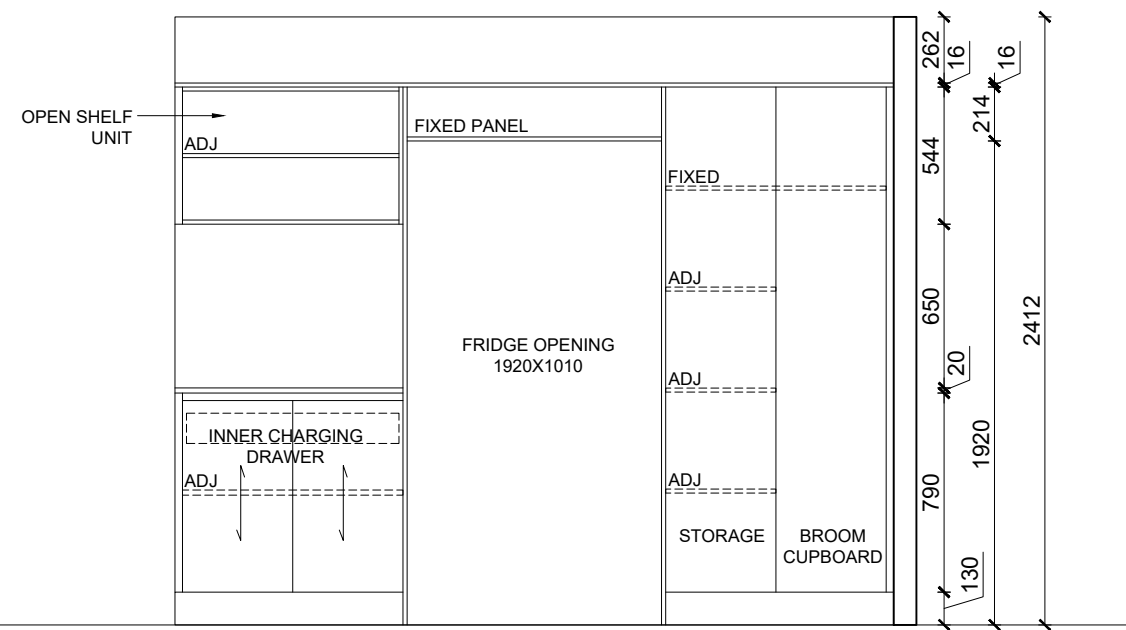 OPEN SHELF
UNIT
ADJ
FIXED PANEL
FIXED
ADJ
FRIDGE OPENING
1920X1010
ADJ
INNER CHARGING
DRAWER
ADJ
ADJ
STORAGE
BROOM
CUPBOARD
262
16
544
650
20
790
130
16
214
1920
2412